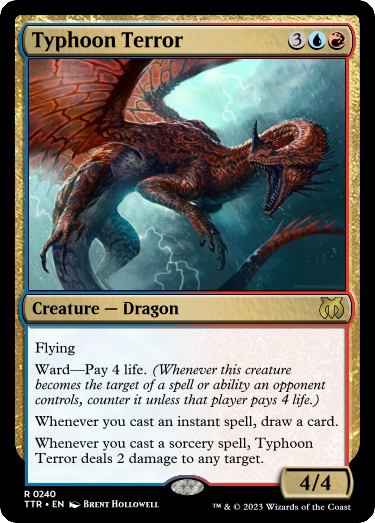 Typhoon Terror 3
Creature — Dragon
Flying
Ward—Pay 4 life. (Whenever this creature
becomes the target of a spell or ability an opponent
controls, counter it unless that player pays 4 life.)
Whenever you cast an instant spell, draw a card.
Whenever you cast a sorcery spell, Typhoon
Terror deals 2 damage to any target.
4/4
R 0240
TTR • EN Brent Hollowell
™ & © 2023 Wizards of the Coast